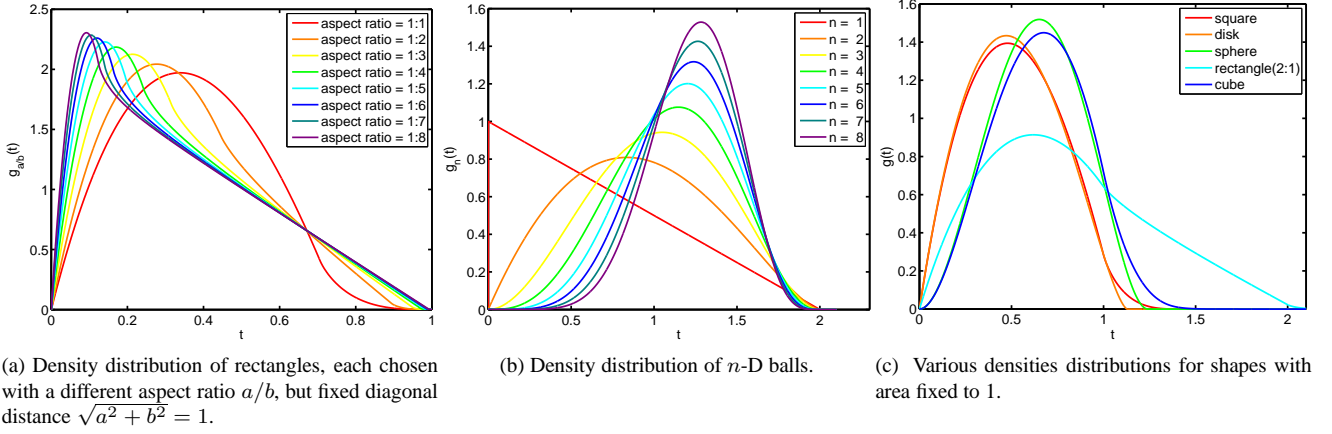 2.5
2
1.5
1
0.5
0
0
0.2
0.4
0.6
0.8
1
t
g_{a/b}(t)
aspect ratio = 1:1
aspect ratio = 1:2
aspect ratio = 1:3
aspect ratio = 1:4
aspect ratio = 1:5
aspect ratio = 1:6
aspect ratio = 1:7
aspect ratio = 1:8
(a) Density distribution of rectangles, each chosen
with a different aspect ratio a/b, but fixed diagonal
distance √a² + b² = 1.
1.6
1.4
1.2
1
0.8
0.6
0.4
0.2
0
0
0.5
1
1.5
2
t
g_n(t)
n = 1
n = 2
n = 3
n = 4
n = 5
n = 6
n = 7
n = 8
(b) Density distribution of n-D balls.
1.6
1.4
1.2
1
0.8
0.6
0.4
0.2
0
0
0.5
1
1.5
2
t
g(t)
square
disk
sphere
rectangle(2:1)
cube
(c) Various densities distributions for shapes with
area fixed to 1.